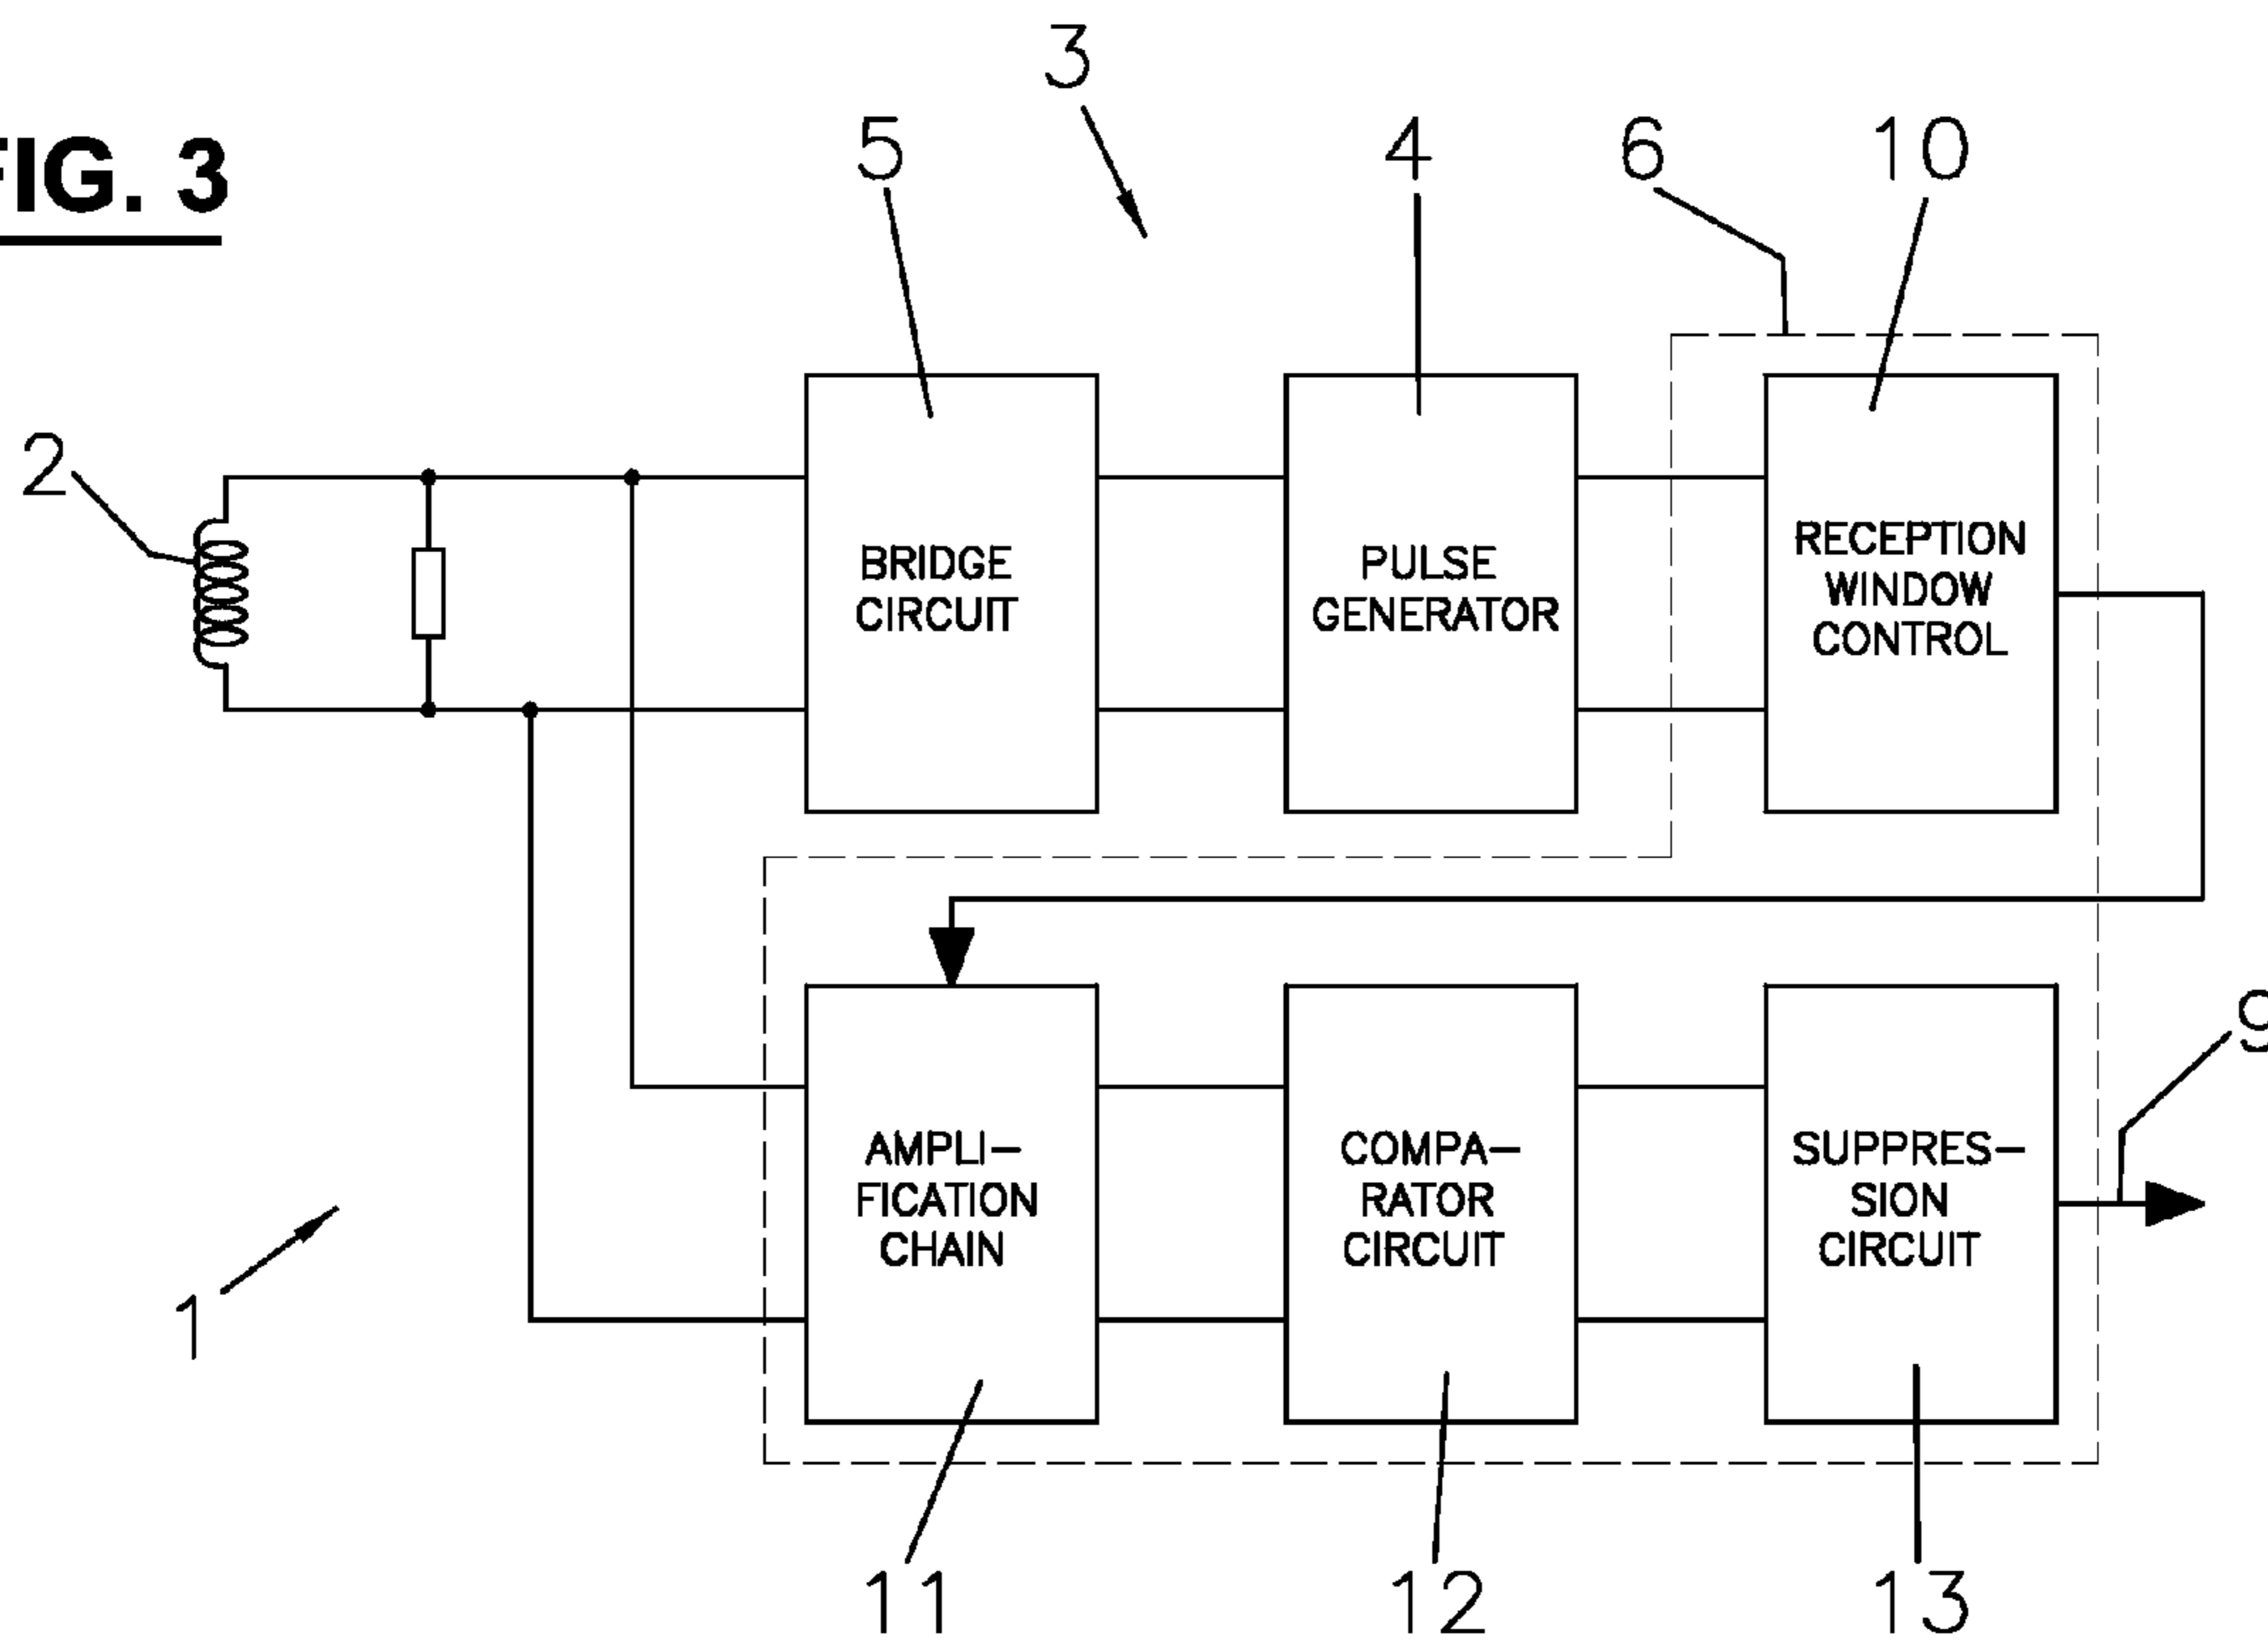 3
5
4
6
10
FIG. 3
2
BRIDGE
CIRCUIT
PULSE
GENERATOR
RECEPTION
WINDOW
CONTROL
9
AMPLI-
FICATION
CHAIN
COMPA-
RATOR
CIRCUIT
SUPPRES-
SION
CIRCUIT
1
11
12
13